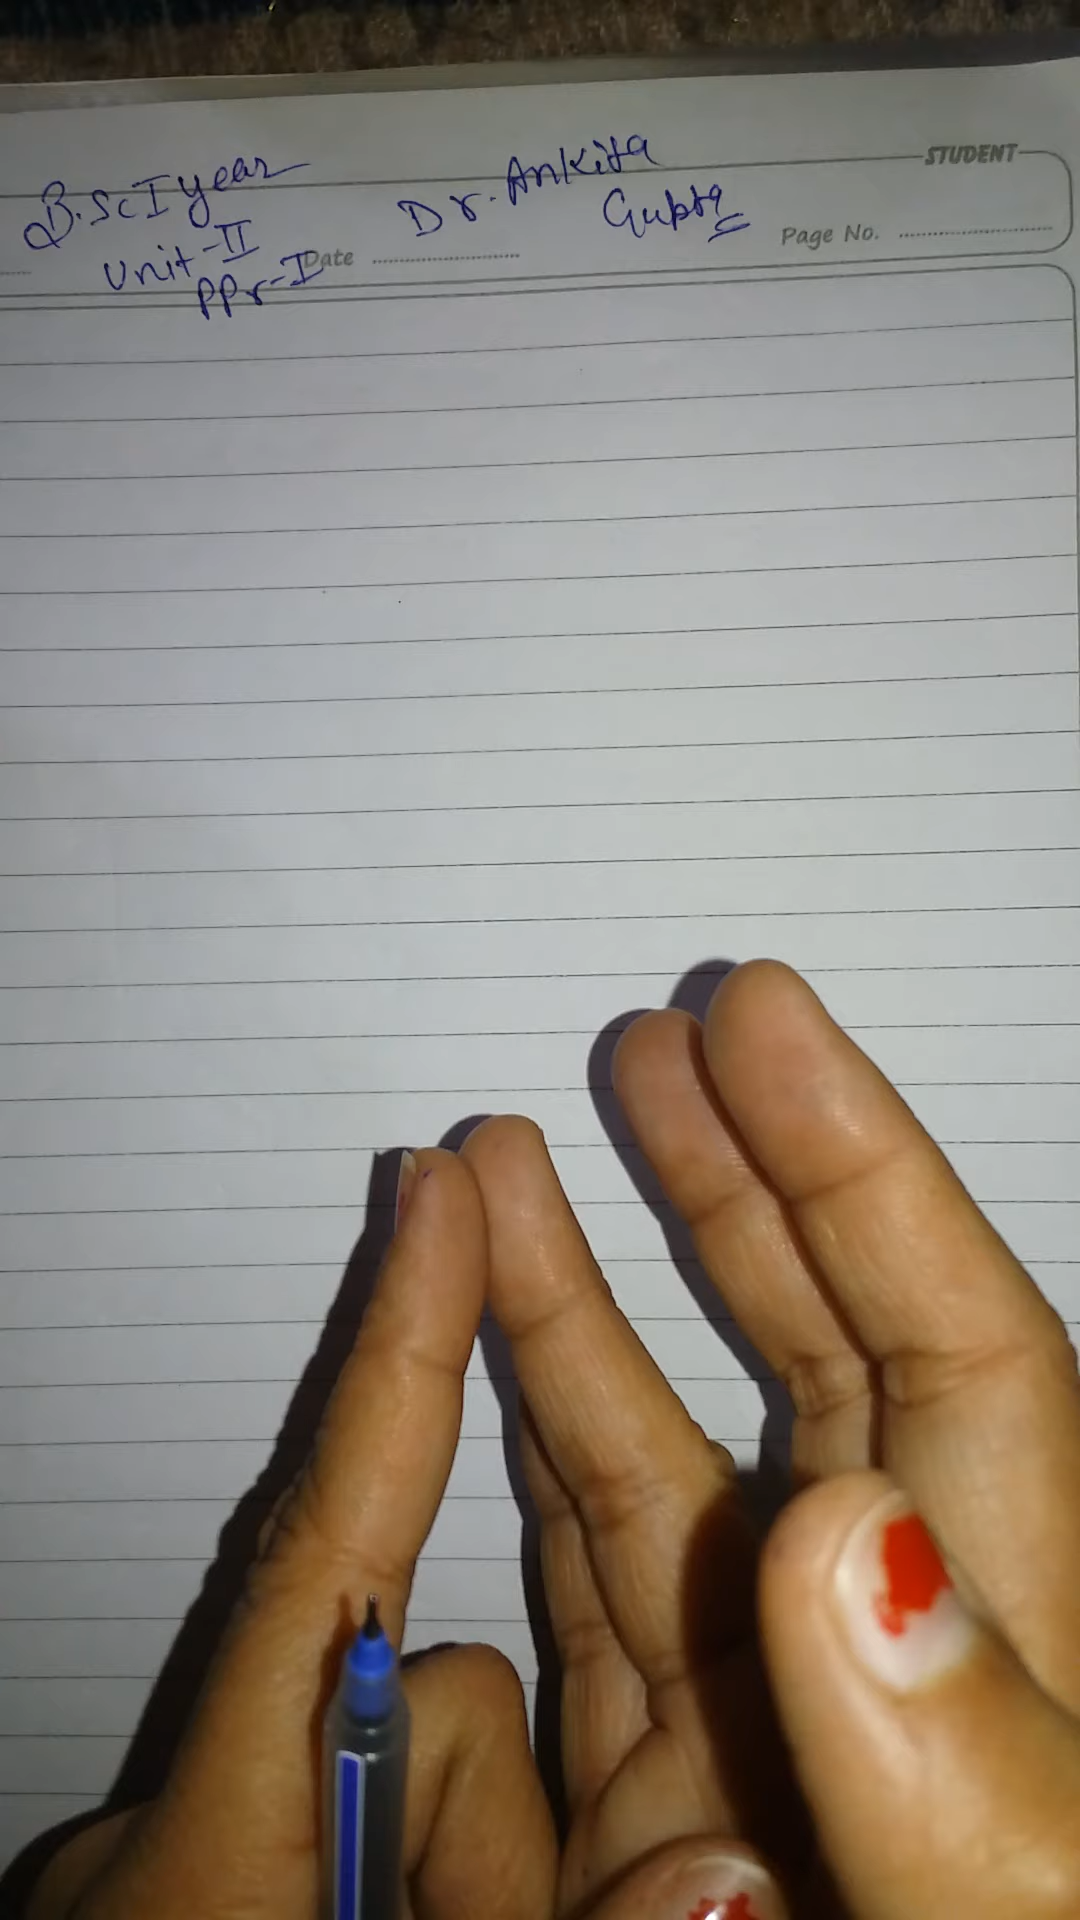 B.Sc I year
Unit-II
PPr-I
Dr. Ankita
Gupta
STUDENT
Date
Page No.